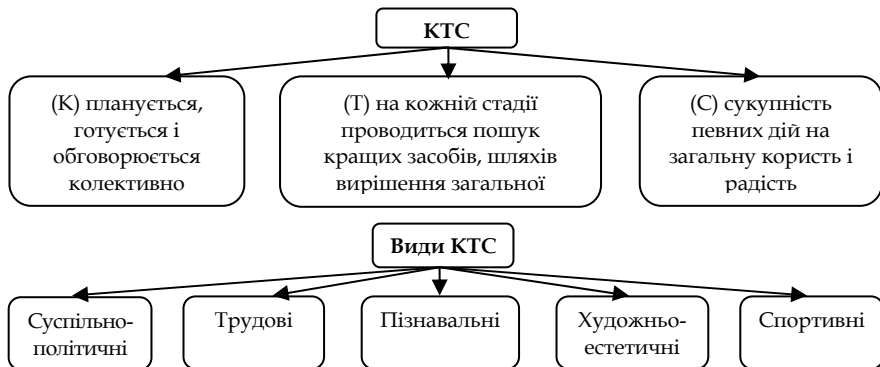 КТС
(К) планується,
готується і
обговорюється
колективно
(Т) на кожній стадії
проводиться пошук
кращих засобів, шляхів
вирішення загальної
(С) сукупність
певних дій на
загальну користь і
радість
Види КТС
Суспільно-
політичні
Трудові
Пізнавальні
Художньо-
естетичні
Спортивні